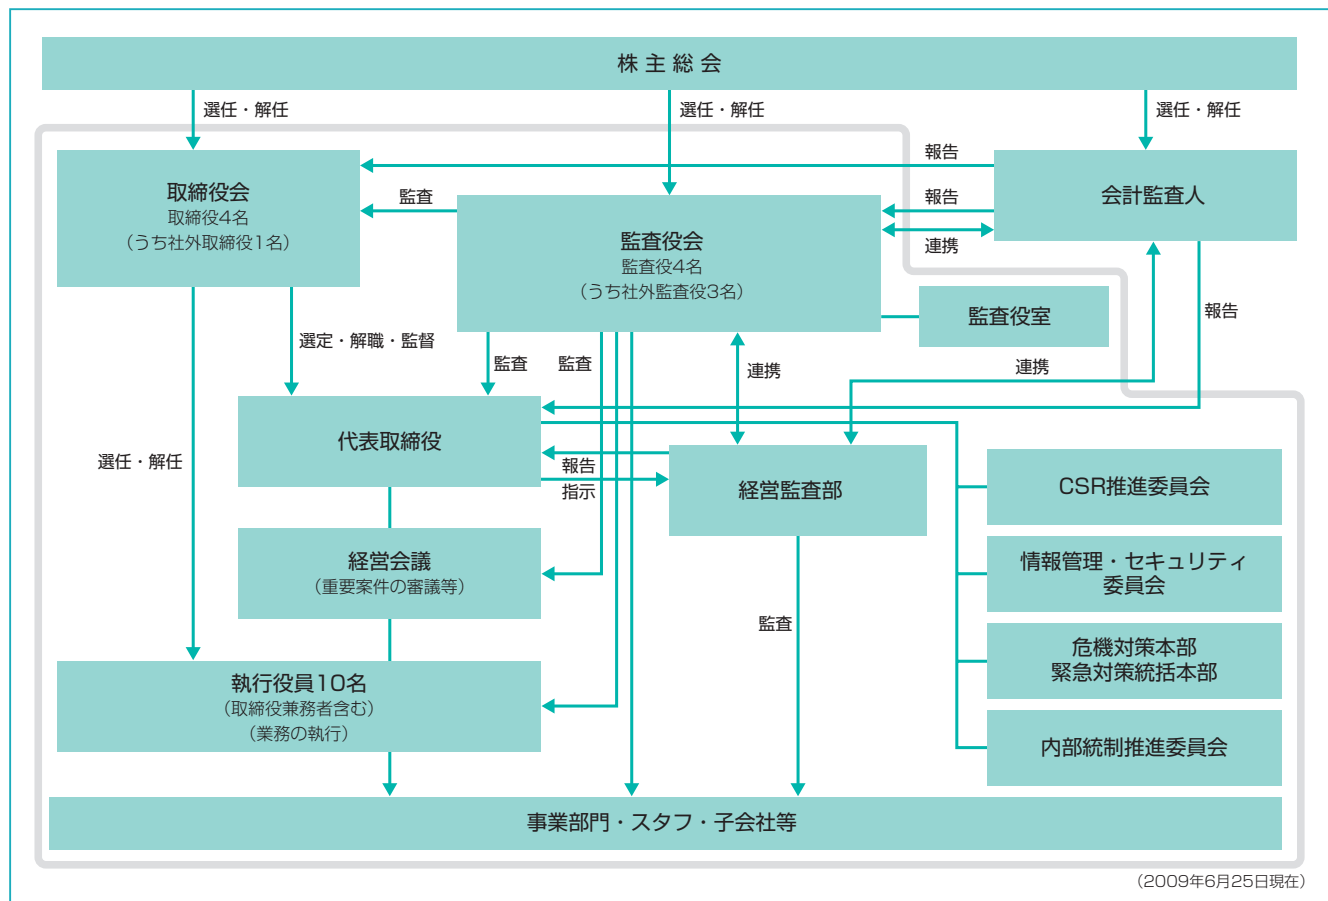 株主総会
選任・解任
選任・解任
選任・解任
取締役会
取締役4名
（うち社外取締役1名）
監査
監査役会
監査役4名
（うち社外監査役3名）
報告
報告
連携
会計監査人
監査役室
報告
選定・解職・監督
監査
監査
連携
連携
代表取締役
選任・解任
報告
指示
経営監査部
CSR推進委員会
経営会議
（重要案件の審議等）
情報管理・セキュリティ
委員会
監査
危機対策本部
緊急対策統括本部
執行役員10名
（取締役兼務者含む）
（業務の執行）
内部統制推進委員会
事業部門・スタッフ・子会社等
（2009年6月25日現在）